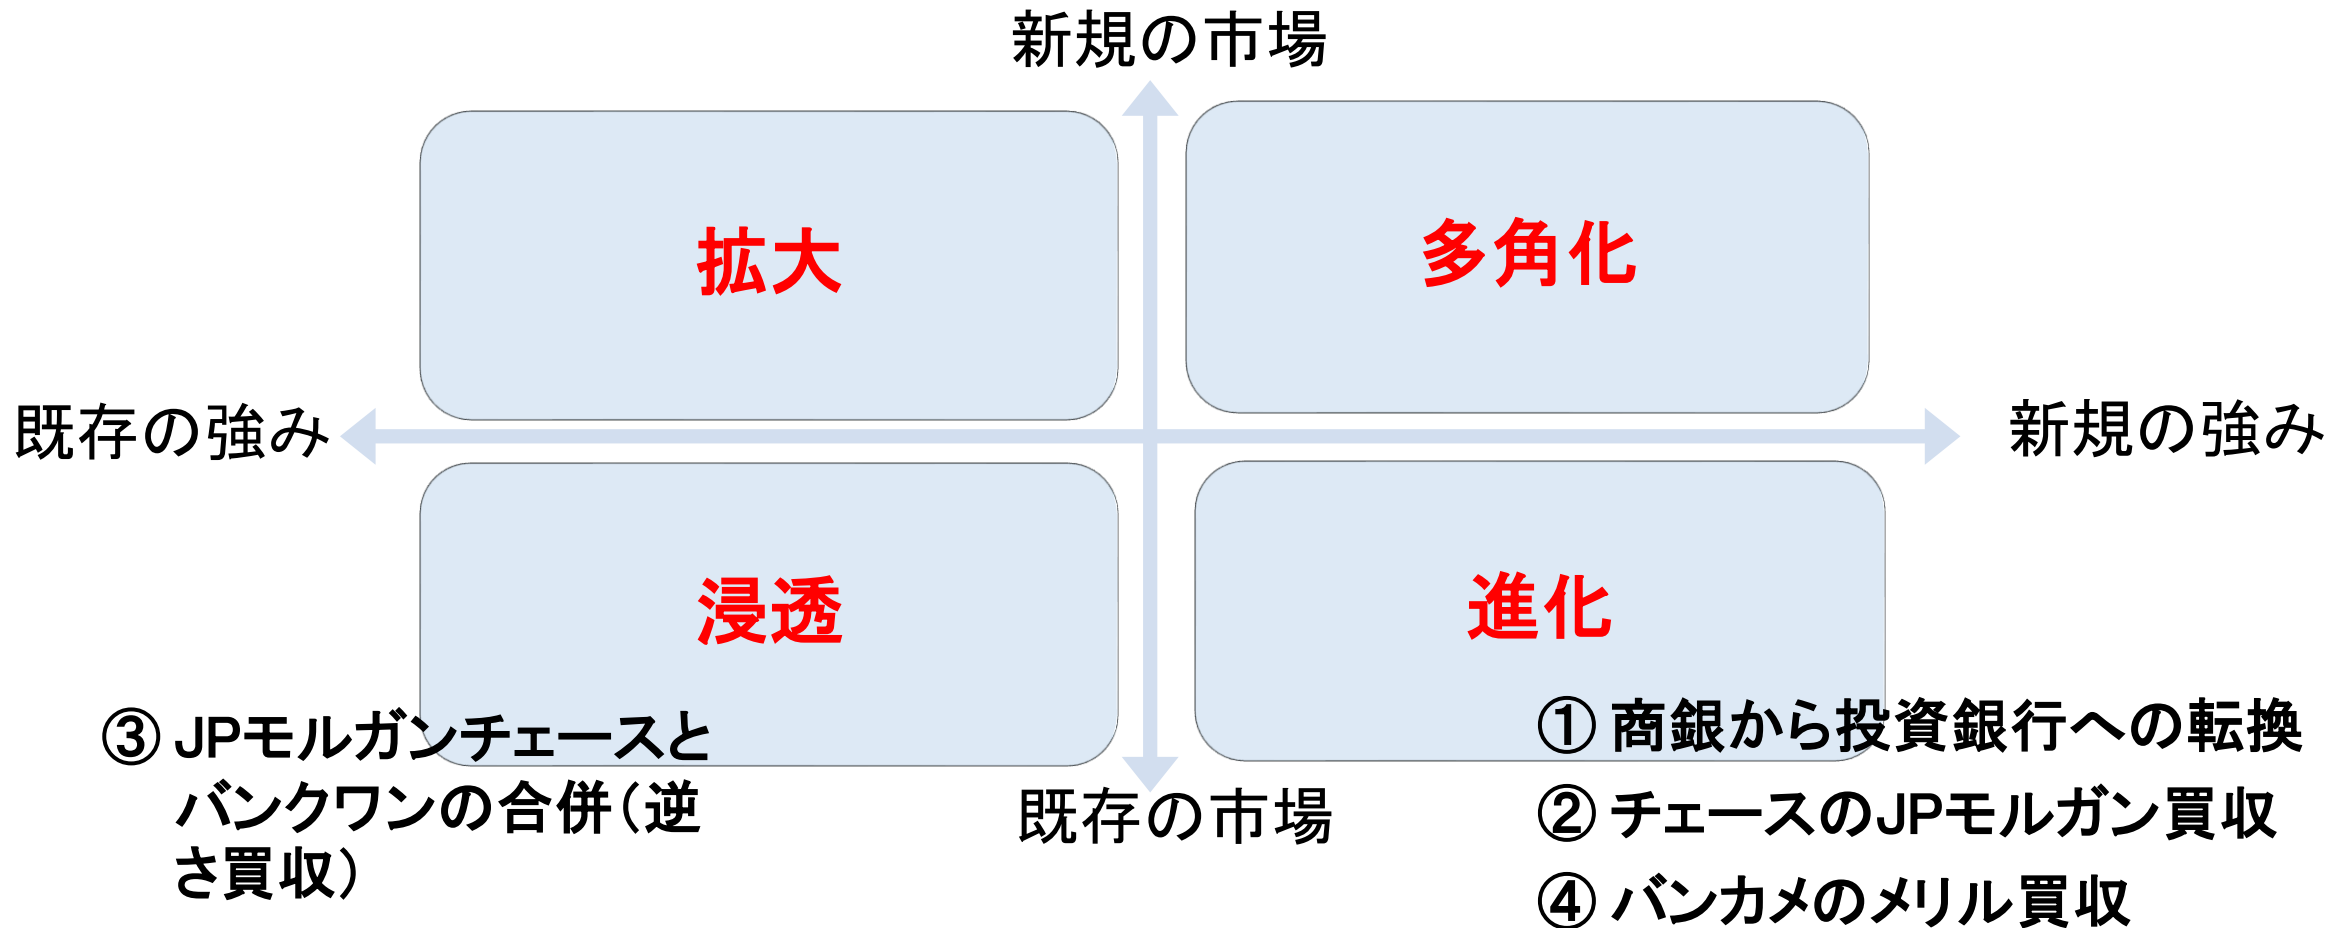 新規の市場
拡大
多角化
既存の強み
新規の強み
浸透
進化
③ JPモルガンチェースと
バンクワンの合併（逆
さ買収）
既存の市場
① 商銀から投資銀行への転換
② チェースのJPモルガン買収
④ バンカメのメリル買収